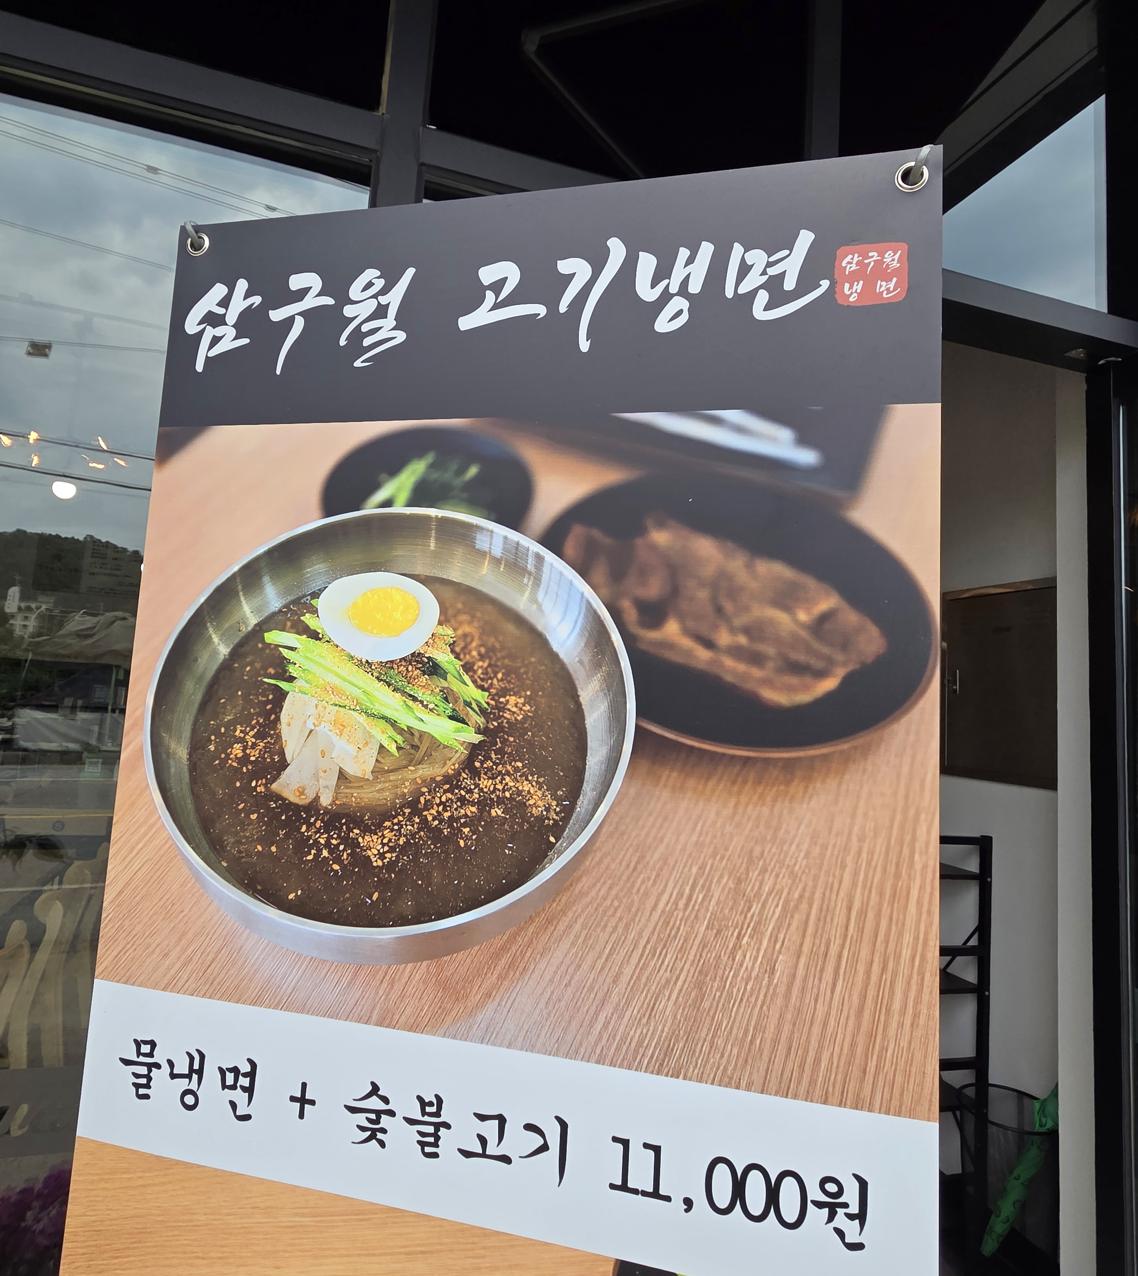 삼구월 고기냉면
삼구월
냉면
물냉면 + 숯불고기 11,000원